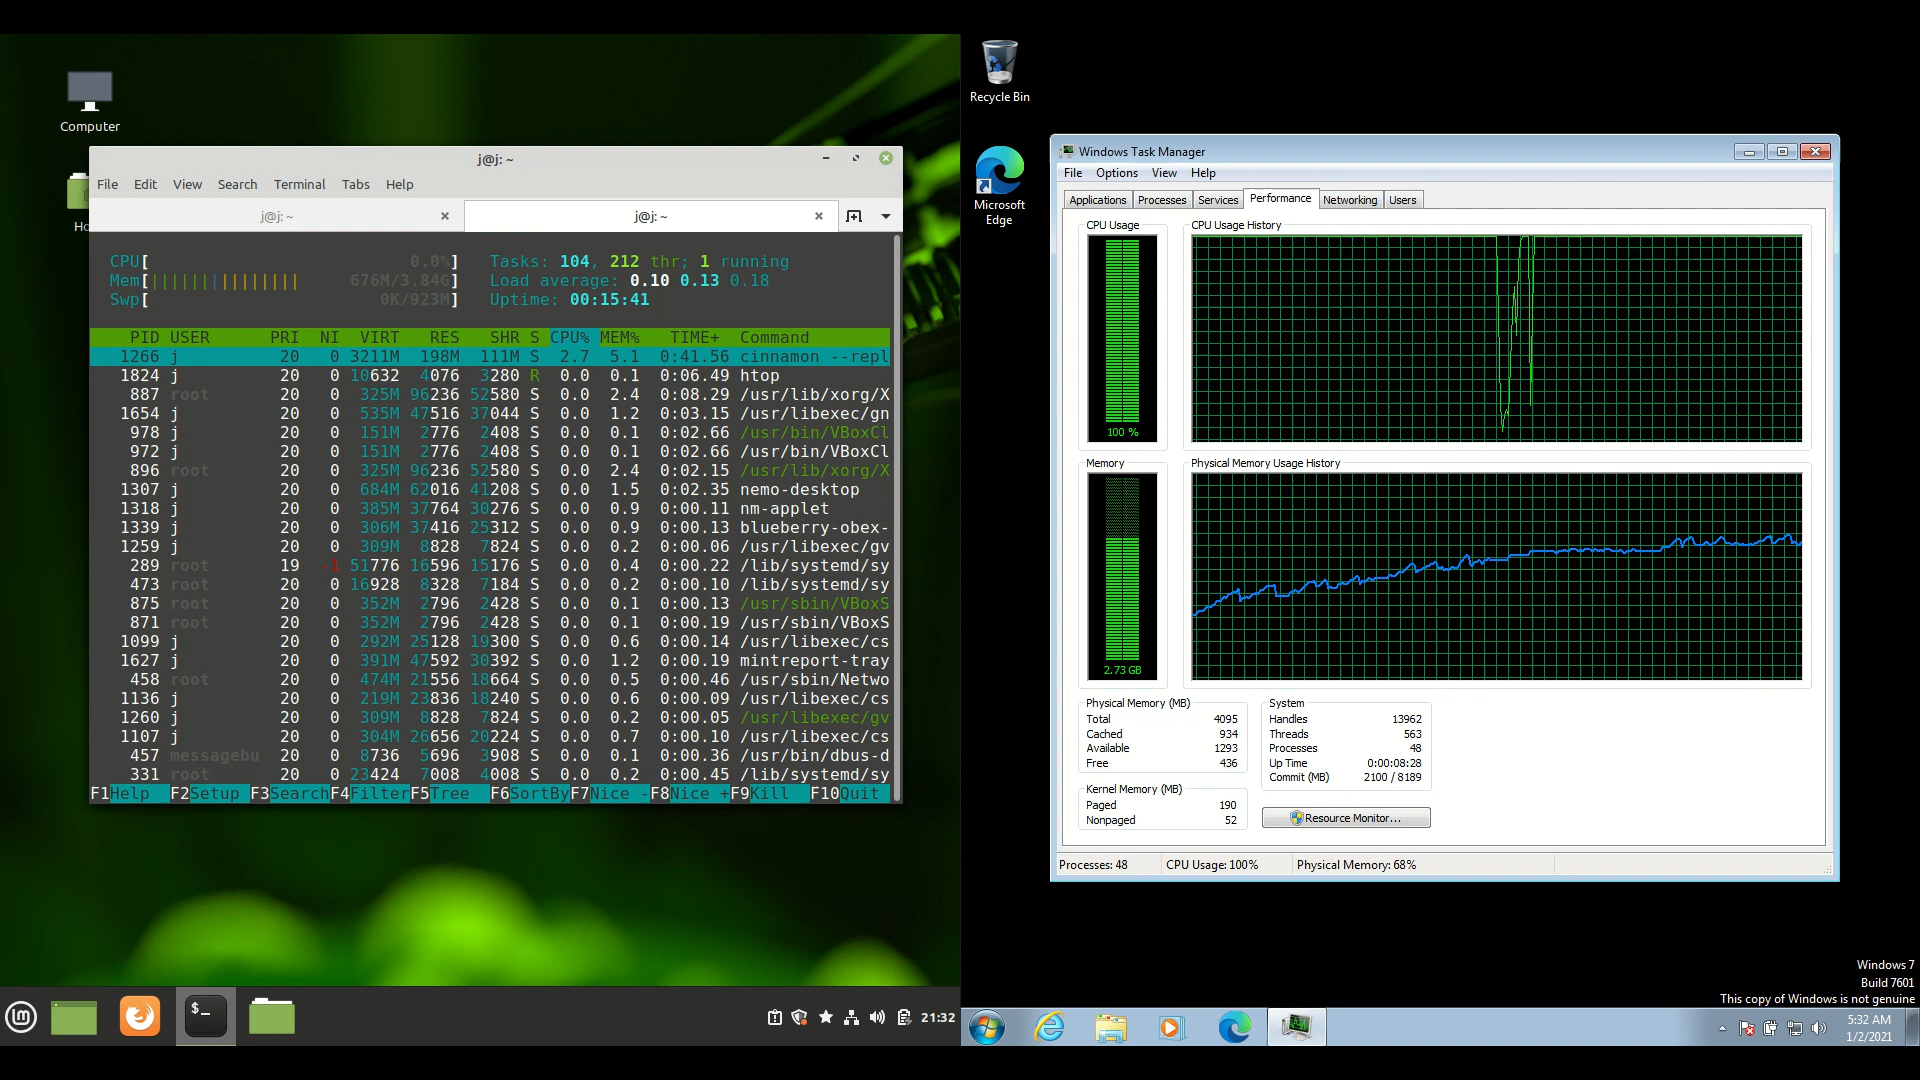 Computer
Ho
j@j: ~
File Edit View Search Terminal Tabs Help
j@j: ~ × j@j: ~ ×
CPU[ 0.0%] Tasks: 104, 212 thr; 1 running
Mem[|||||||||||||||| 676M/3.84G] Load average: 0.10 0.13 0.18
Swp[ 0K/923M] Uptime: 00:15:41
PID USER PRI NI VIRT RES SHR S CPU% MEM% TIME+ Command
1266 j 20 0 3211M 198M 111M S 2.7 5.1 0:41.56 cinnamon --repl
1824 j 20 0 10632 4076 3280 R 0.0 0.1 0:06.49 htop
887 root 20 0 325M 96236 52580 S 0.0 2.4 0:08.29 /usr/lib/xorg/X
1654 j 20 0 535M 47516 37044 S 0.0 1.2 0:03.15 /usr/libexec/gn
978 j 20 0 151M 2776 2408 S 0.0 0.1 0:02.66 /usr/bin/VBoxCl
972 j 20 0 151M 2776 2408 S 0.0 0.1 0:02.66 /usr/bin/VBoxCl
896 root 20 0 325M 96236 52580 S 0.0 2.4 0:02.15 /usr/lib/xorg/X
1307 j 20 0 684M 62016 41208 S 0.0 1.5 0:02.35 nemo-desktop
1318 j 20 0 385M 37764 30276 S 0.0 0.9 0:00.11 nm-applet
1339 j 20 0 306M 37416 25312 S 0.0 0.9 0:00.13 blueberry-obex-
1259 j 20 0 309M 8828 7824 S 0.0 0.2 0:00.06 /usr/libexec/gv
289 root 19 -1 51776 16596 15176 S 0.0 0.4 0:00.22 /lib/systemd/sy
473 root 20 0 16928 8328 7184 S 0.0 0.2 0:00.10 /lib/systemd/sy
875 root 20 0 352M 2796 2428 S 0.0 0.1 0:00.13 /usr/sbin/VBoxS
871 root 20 0 352M 2796 2428 S 0.0 0.1 0:00.19 /usr/sbin/VBoxS
1099 j 20 0 292M 25128 19300 S 0.0 0.6 0:00.14 /usr/libexec/cs
1627 j 20 0 391M 47592 30392 S 0.0 1.2 0:00.19 mintreport-tray
458 root 20 0 474M 21556 18664 S 0.0 0.5 0:00.46 /usr/sbin/Netwo
1136 j 20 0 219M 23836 18240 S 0.0 0.6 0:00.09 /usr/libexec/cs
1260 j 20 0 309M 8828 7824 S 0.0 0.2 0:00.05 /usr/libexec/gv
1107 j 20 0 304M 26656 20224 S 0.0 0.7 0:00.10 /usr/libexec/cs
457 messagebu 20 0 8736 5696 3908 S 0.0 0.1 0:00.36 /usr/bin/dbus-d
331 root 20 0 23424 7008 4008 S 0.0 0.2 0:00.45 /lib/systemd/sy
F1Help F2Setup F3SearchF4FilterF5Tree F6SortByF7Nice -F8Nice +F9Kill F10Quit
$_
21:32
Recycle Bin
Microsoft
Edge
Windows Task Manager
File Options View Help
Applications Processes Services Performance Networking Users
CPU Usage
100 %
CPU Usage History
Memory
2.73 GB
Physical Memory Usage History
Physical Memory (MB)
Total 4095
Cached 934
Available 1293
Free 436
Kernel Memory (MB)
Paged 190
Nonpaged 52
System
Handles 13962
Threads 563
Processes 48
Up Time 0:00:08:28
Commit (MB) 2100 / 8189
Resource Monitor...
Processes: 48 CPU Usage: 100% Physical Memory: 68%
Windows 7
Build 7601
This copy of Windows is not genuine
5:32 AM
1/2/2021